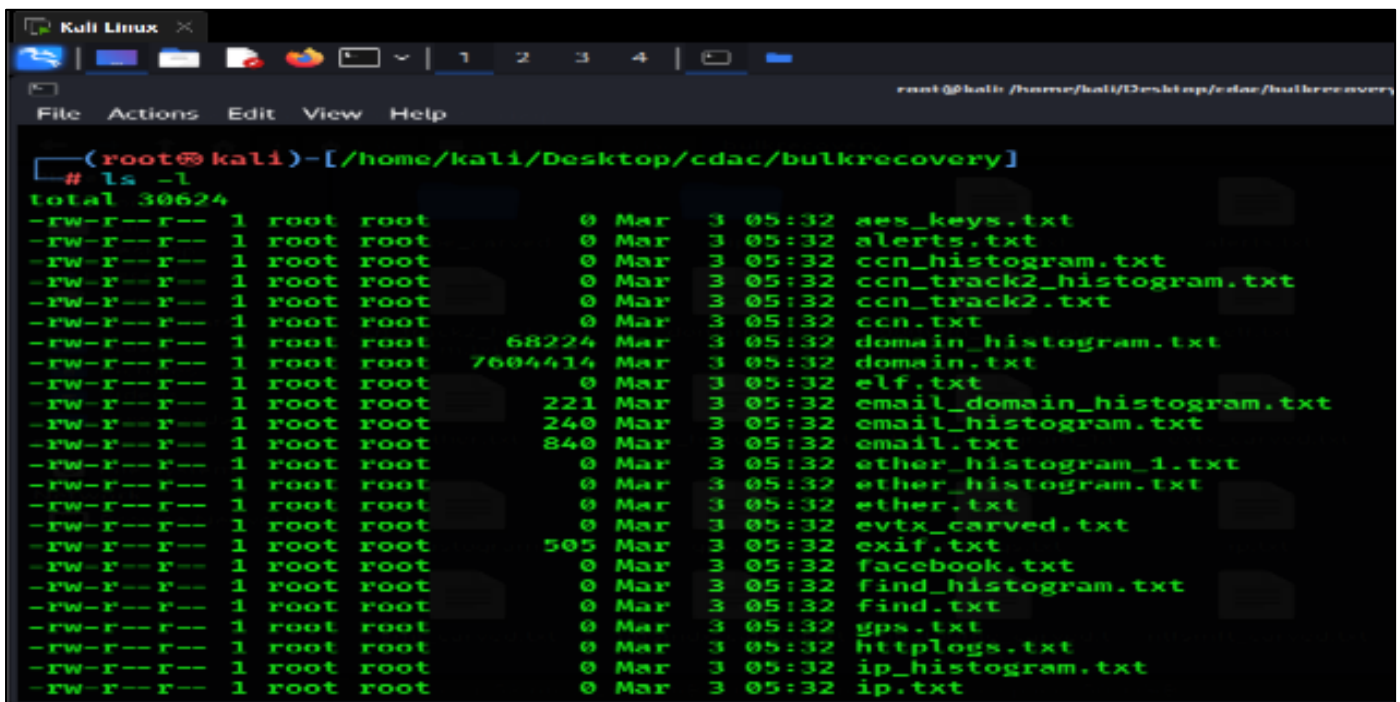 Kali Linux
1 2 3 4
root@kali: /home/kali/Desktop/cdac/bulkrecovery
File Actions Edit View Help
(root㉿kali)-[/home/kali/Desktop/cdac/bulkrecovery]
# ls -l
total 30624
-rw-r--r-- 1 root root 0 Mar 3 05:32 aes_keys.txt
-rw-r--r-- 1 root root 0 Mar 3 05:32 alerts.txt
-rw-r--r-- 1 root root 0 Mar 3 05:32 ccn_histogram.txt
-rw-r--r-- 1 root root 0 Mar 3 05:32 ccn_track2_histogram.txt
-rw-r--r-- 1 root root 0 Mar 3 05:32 ccn_track2.txt
-rw-r--r-- 1 root root 0 Mar 3 05:32 ccn.txt
-rw-r--r-- 1 root root 68224 Mar 3 05:32 domain_histogram.txt
-rw-r--r-- 1 root root 7604414 Mar 3 05:32 domain.txt
-rw-r--r-- 1 root root 0 Mar 3 05:32 elf.txt
-rw-r--r-- 1 root root 221 Mar 3 05:32 email_domain_histogram.txt
-rw-r--r-- 1 root root 240 Mar 3 05:32 email_histogram.txt
-rw-r--r-- 1 root root 840 Mar 3 05:32 email.txt
-rw-r--r-- 1 root root 0 Mar 3 05:32 ether_histogram_1.txt
-rw-r--r-- 1 root root 0 Mar 3 05:32 ether_histogram.txt
-rw-r--r-- 1 root root 0 Mar 3 05:32 ether.txt
-rw-r--r-- 1 root root 0 Mar 3 05:32 evtx_carved.txt
-rw-r--r-- 1 root root 505 Mar 3 05:32 exif.txt
-rw-r--r-- 1 root root 0 Mar 3 05:32 facebook.txt
-rw-r--r-- 1 root root 0 Mar 3 05:32 find_histogram.txt
-rw-r--r-- 1 root root 0 Mar 3 05:32 find.txt
-rw-r--r-- 1 root root 0 Mar 3 05:32 gps.txt
-rw-r--r-- 1 root root 0 Mar 3 05:32 httplogs.txt
-rw-r--r-- 1 root root 0 Mar 3 05:32 ip_histogram.txt
-rw-r--r-- 1 root root 0 Mar 3 05:32 ip.txt